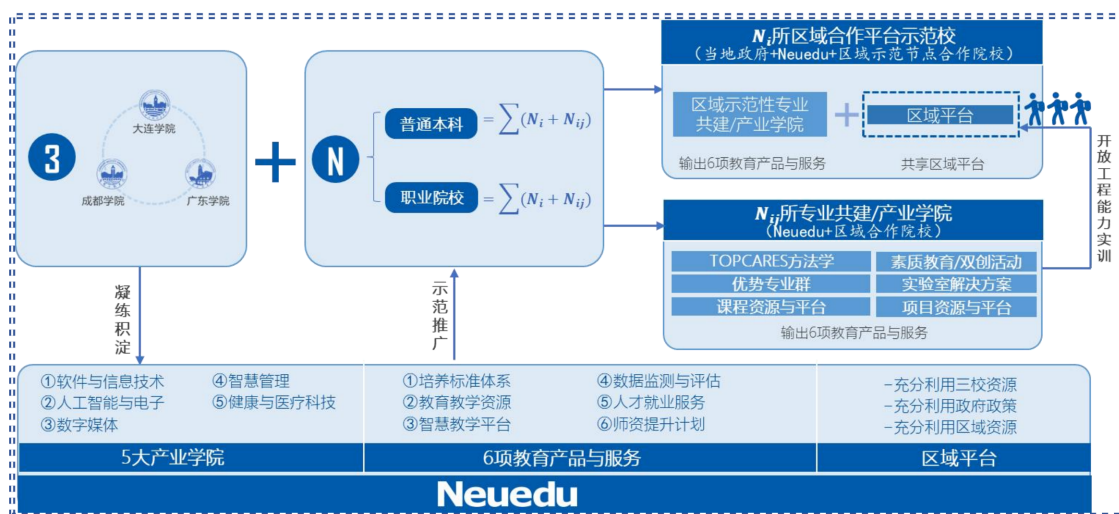 3
大连学院
成都学院
广东学院
+
N
普通本科 = ∑(Nᵢ + Nᵢⱼ)
职业院校 = ∑(Nᵢ + Nᵢⱼ)
Nᵢ所区域合作平台示范校
(当地政府+Neuedu+区域示范节点合作院校)
区域示范性专业
共建/产业学院
+
区域平台
输出6项教育产品与服务
共享区域平台
开放工程能力实训
Nᵢⱼ所专业共建/产业学院
(Neuedu+区域合作院校)
TOPCARES方法学
素质教育/双创活动
优势专业群
实验室解决方案
课程资源与平台
项目资源与平台
输出6项教育产品与服务
凝练积淀
示范推广
①软件与信息技术
②人工智能与电子
③数字媒体
④智慧管理
⑤健康与医疗科技
①培养标准体系
②教育教学资源
③智慧教学平台
④数据监测与评估
⑤人才就业服务
⑥师资提升计划
-充分利用三校资源
-充分利用政府政策
-充分利用区域资源
5大产业学院
6项教育产品与服务
区域平台
Neuedu